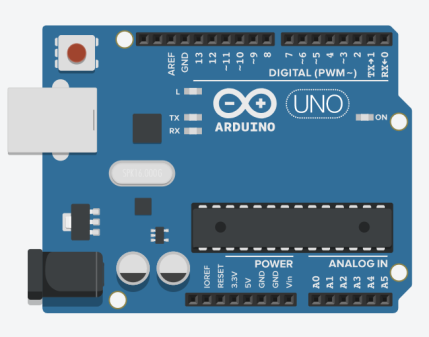 AREF
GND
13
12
~11
~10
~9
8
7
~6
~5
~4
~3
2
TX→1
RX←0
DIGITAL (PWM~)
L
TX
RX
UNO
ARDUINO
ON
POWER
ANALOG IN
IOREF
RESET
3.3V
5V
GND
GND
Vin
A0
A1
A2
A3
A4
A5